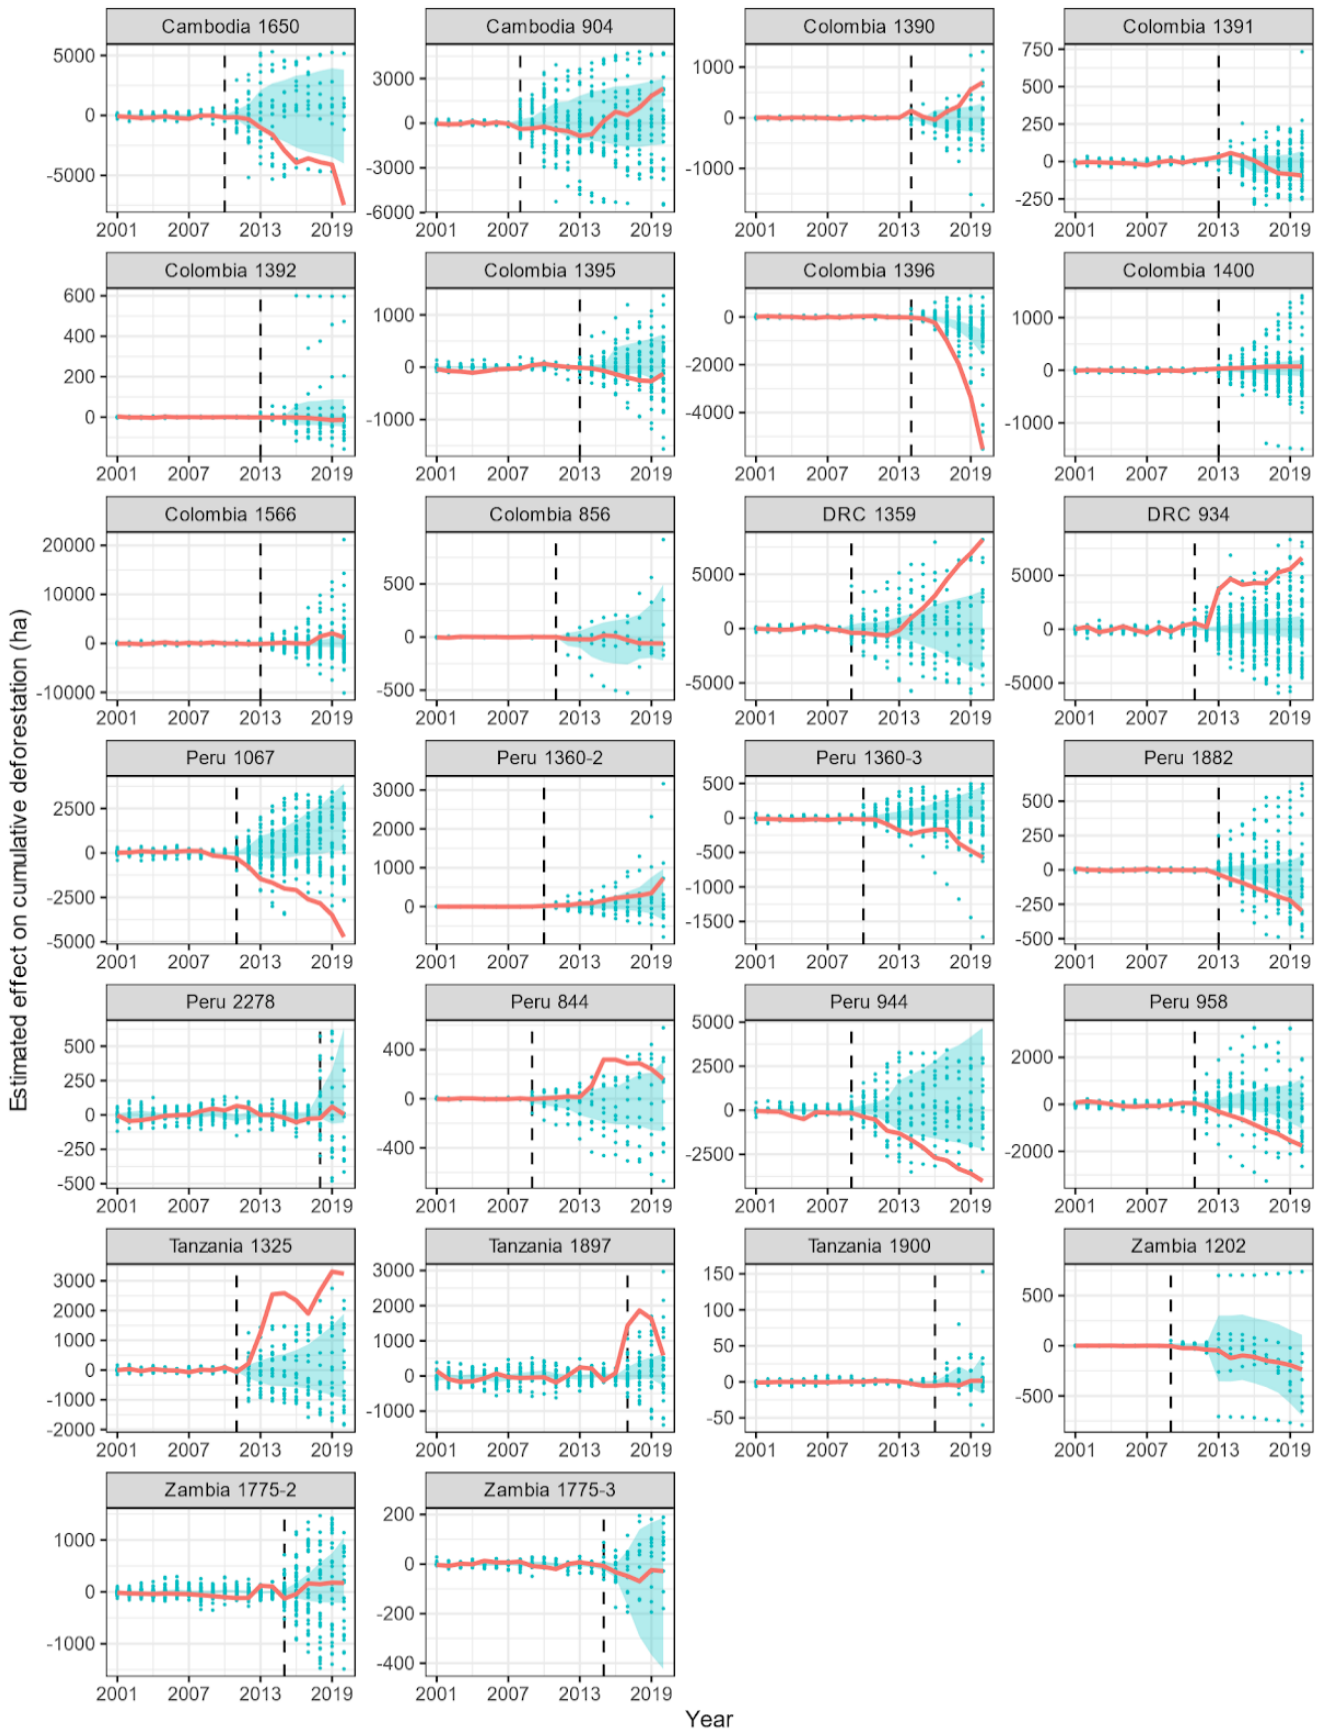 Estimated effect on cumulative deforestation (ha)
Cambodia 1650
5000
0
-5000
2001 2007 2013 2019
Cambodia 904
3000
0
-3000
-6000
2001 2007 2013 2019
Colombia 1390
1000
0
-1000
2001 2007 2013 2019
Colombia 1391
750
500
250
0
-250
2001 2007 2013 2019
Colombia 1392
600
400
200
0
2001 2007 2013 2019
Colombia 1395
1000
0
-1000
2001 2007 2013 2019
Colombia 1396
0
-2000
-4000
2001 2007 2013 2019
Colombia 1400
1000
0
-1000
2001 2007 2013 2019
Colombia 1566
20000
10000
0
-10000
2001 2007 2013 2019
Colombia 856
500
0
-500
2001 2007 2013 2019
DRC 1359
5000
0
-5000
2001 2007 2013 2019
DRC 934
5000
0
-5000
2001 2007 2013 2019
Peru 1067
2500
0
-2500
-5000
2001 2007 2013 2019
Peru 1360-2
3000
2000
1000
0
2001 2007 2013 2019
Peru 1360-3
500
0
-500
-1000
-1500
2001 2007 2013 2019
Peru 1882
500
250
0
-250
-500
2001 2007 2013 2019
Peru 2278
500
250
0
-250
-500
2001 2007 2013 2019
Peru 844
400
0
-400
2001 2007 2013 2019
Peru 944
5000
2500
0
-2500
2001 2007 2013 2019
Peru 958
2000
0
-2000
2001 2007 2013 2019
Tanzania 1325
3000
2000
1000
0
-1000
-2000
2001 2007 2013 2019
Tanzania 1897
3000
2000
1000
0
-1000
2001 2007 2013 2019
Tanzania 1900
150
100
50
0
-50
2001 2007 2013 2019
Zambia 1202
500
0
-500
2001 2007 2013 2019
Zambia 1775-2
1000
0
-1000
2001 2007 2013 2019
Zambia 1775-3
200
0
-200
-400
2001 2007 2013 2019
Year